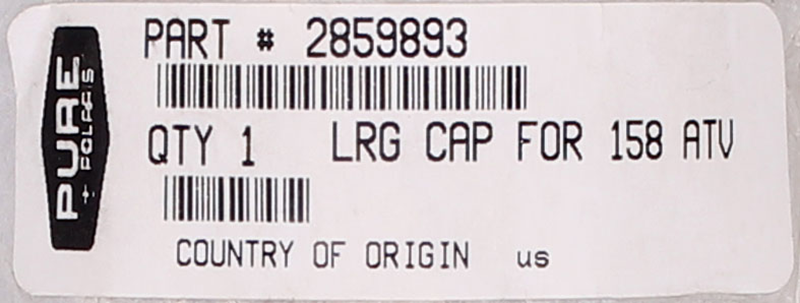 PURE
POLARIS
PART # 2859893
QTY 1 LRG CAP FOR 158 ATV
COUNTRY OF ORIGIN us